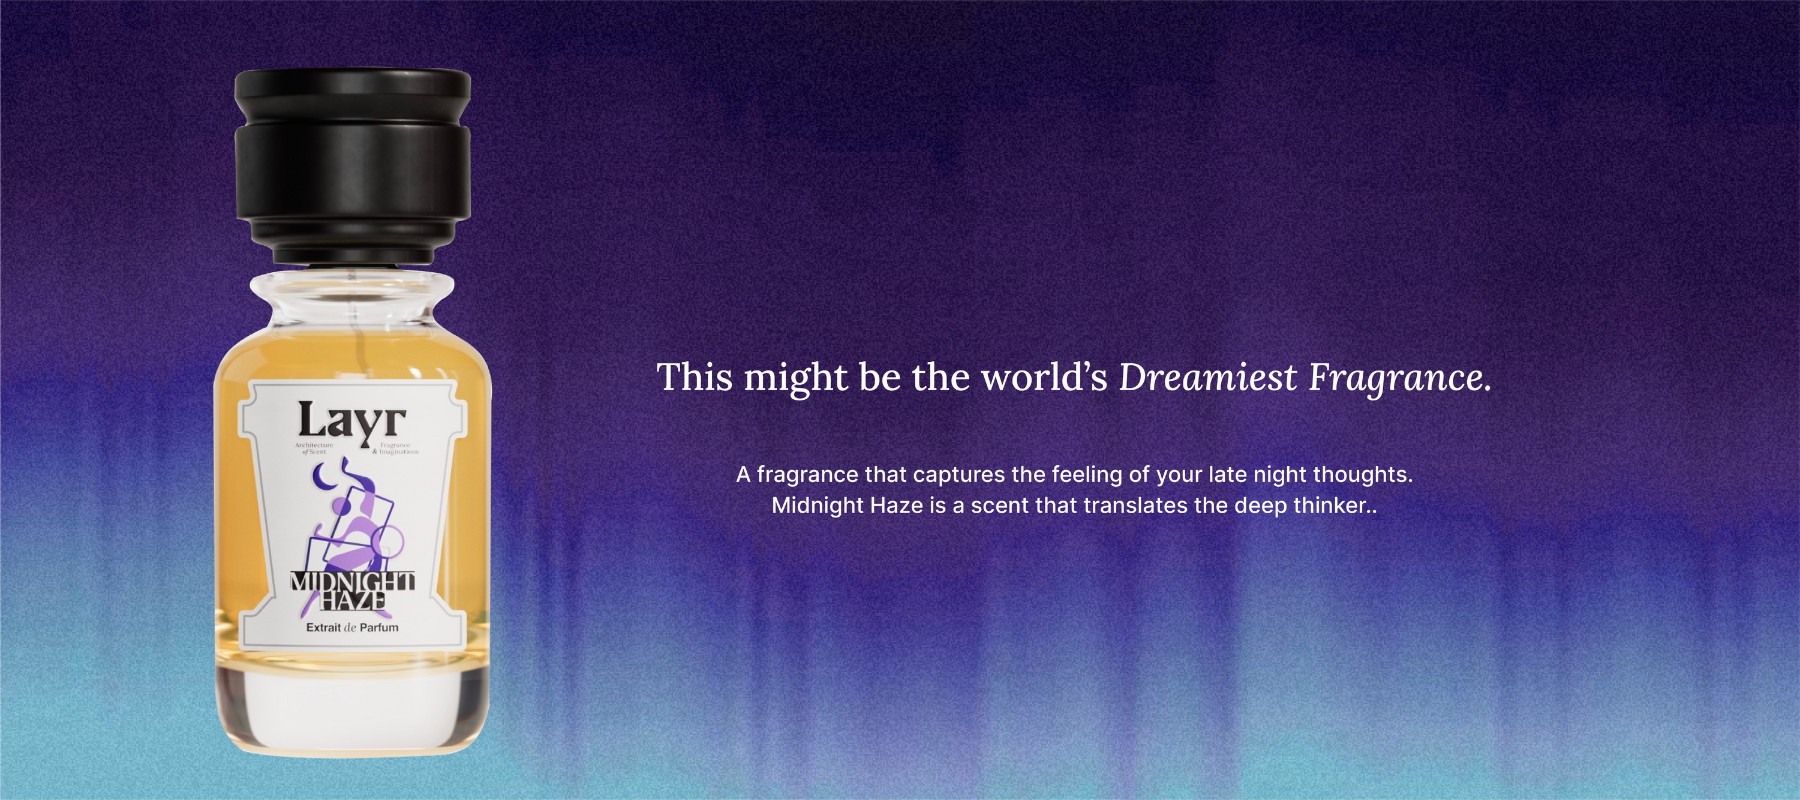 Layr
Architecture of Scent
Fragrance & Imaginations
MIDNIGHT
HAZE
Extrait de Parfum
This might be the world’s Dreamiest Fragrance.
A fragrance that captures the feeling of your late night thoughts.
Midnight Haze is a scent that translates the deep thinker..